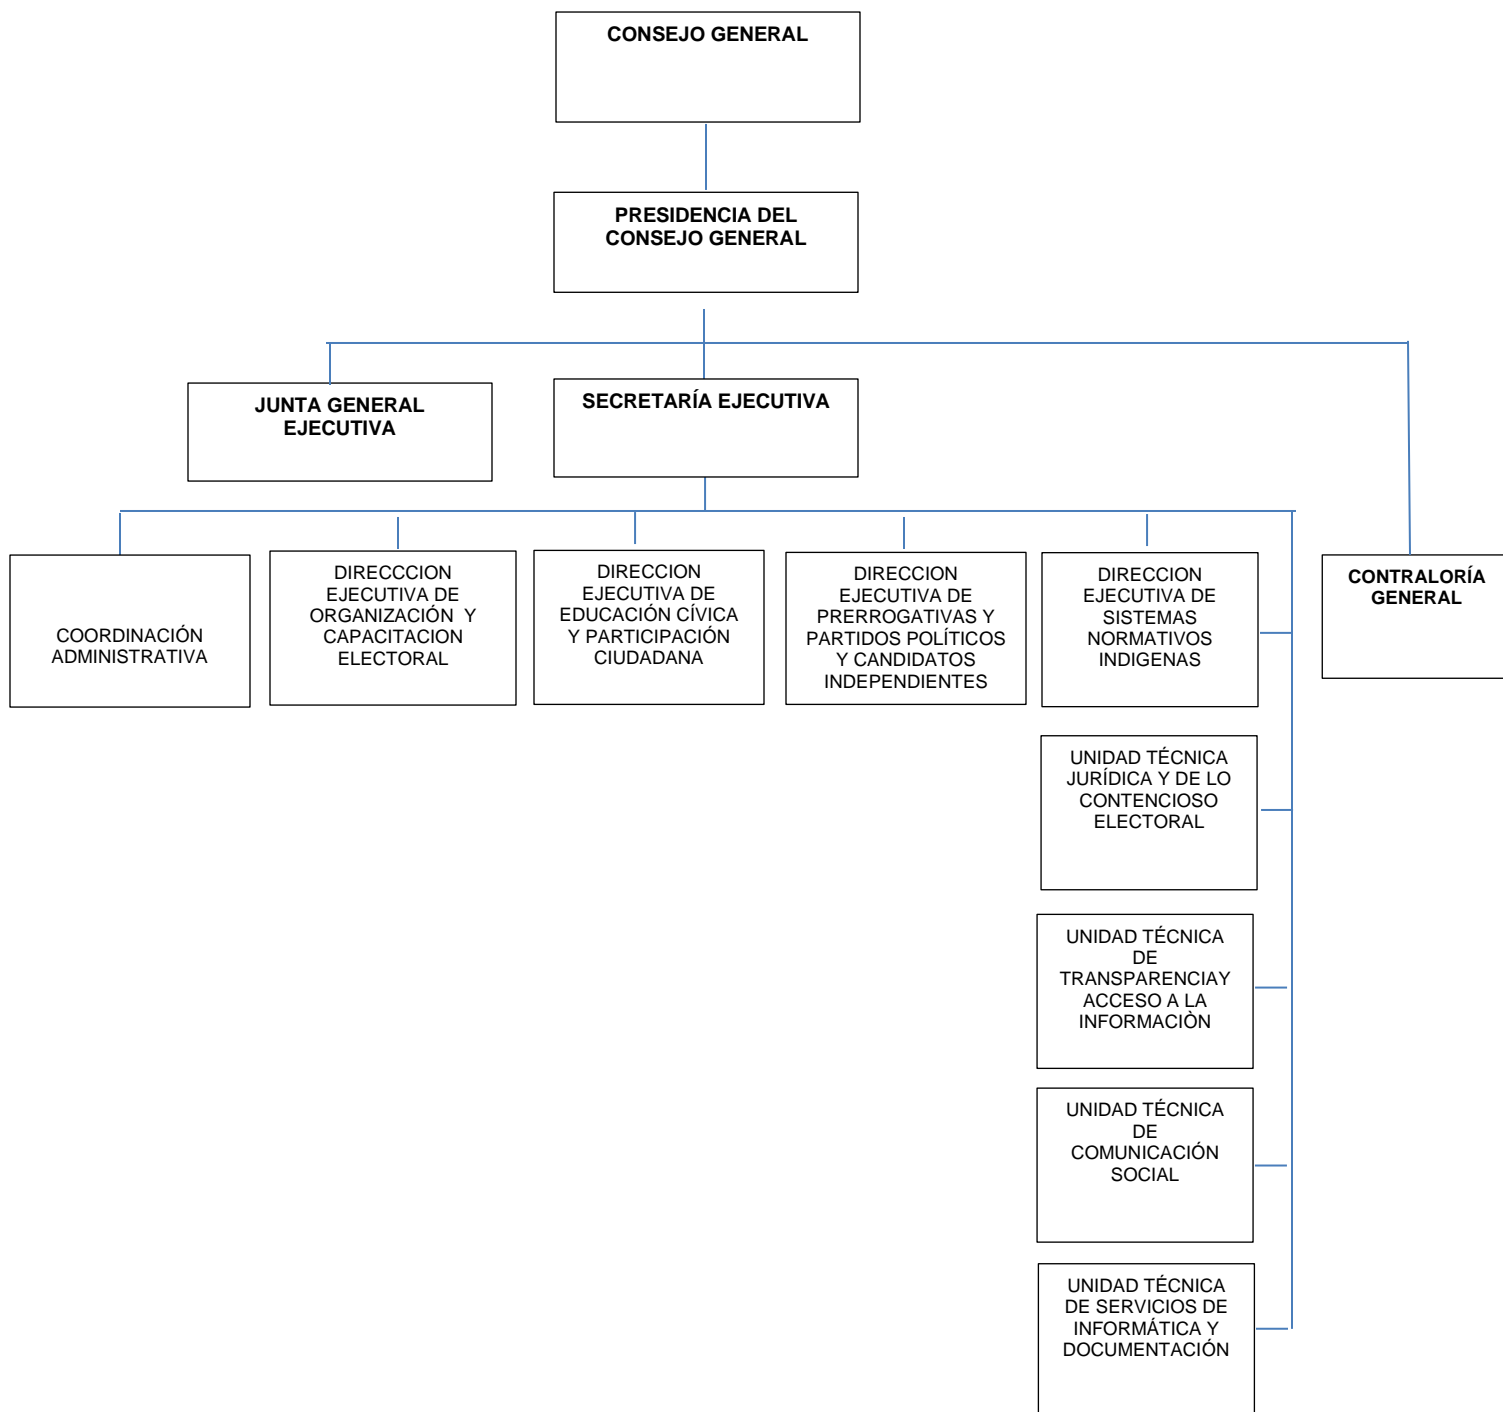 CONSEJO GENERAL
PRESIDENCIA DEL
CONSEJO GENERAL
JUNTA GENERAL
EJECUTIVA
SECRETARÍA EJECUTIVA
COORDINACIÓN
ADMINISTRATIVA
DIRECCCION
EJECUTIVA DE
ORGANIZACIÓN Y
CAPACITACION
ELECTORAL
DIRECCION
EJECUTIVA DE
EDUCACIÓN CÍVICA
Y PARTICIPACIÓN
CIUDADANA
DIRECCION
EJECUTIVA DE
PRERROGATIVAS Y
PARTIDOS POLÍTICOS
Y CANDIDATOS
INDEPENDIENTES
DIRECCION
EJECUTIVA DE
SISTEMAS
NORMATIVOS
INDIGENAS
CONTRALORÍA
GENERAL
UNIDAD TÉCNICA
JURÍDICA Y DE LO
CONTENCIOSO
ELECTORAL
UNIDAD TÉCNICA
DE
TRANSPARENCIAY
ACCESO A LA
INFORMACIÒN
UNIDAD TÉCNICA
DE
COMUNICACIÓN
SOCIAL
UNIDAD TÉCNICA
DE SERVICIOS DE
INFORMÁTICA Y
DOCUMENTACIÓN